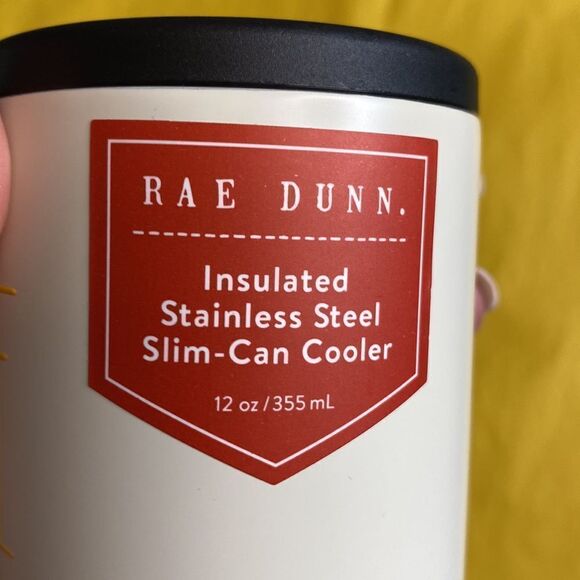 RAE DUNN.
Insulated
Stainless Steel
Slim-Can Cooler
12 oz / 355 mL